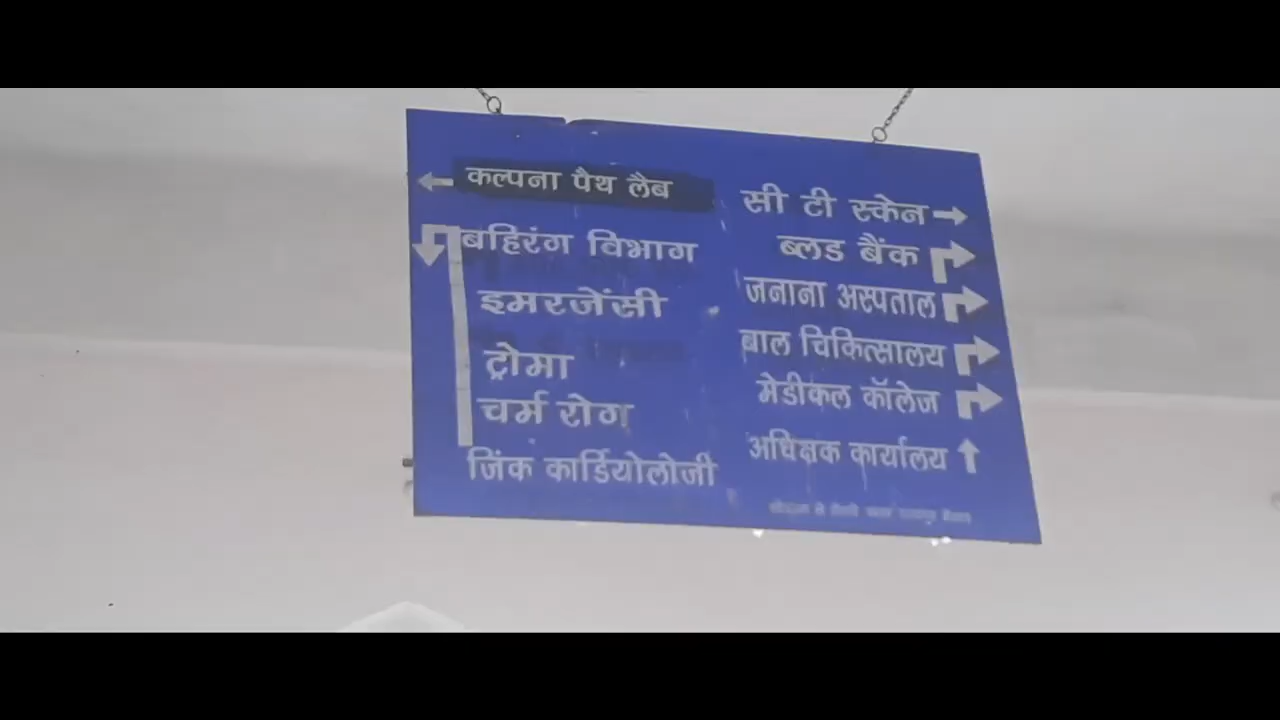 कल्पना पैथ लैब
बहिरंग विभाग
इमरजेंसी
ट्रोमा
चर्म रोग
जिंक कार्डियोलोजी
सी टी स्केन
ब्लड बैंक
जनाना अस्पताल
बाल चिकित्सालय
मेडीकल कॉलेज
अधिक्षक कार्यालय